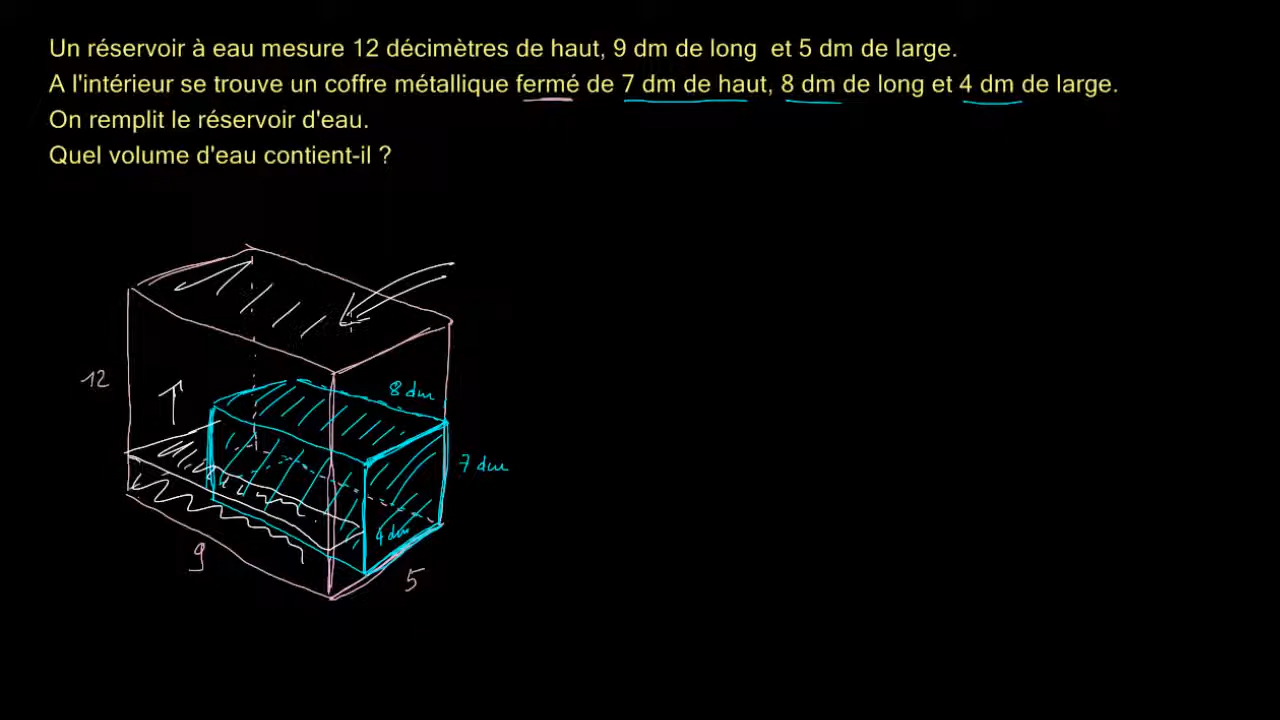 Un réservoir à eau mesure 12 décimètres de haut, 9 dm de long et 5 dm de large.
A l'intérieur se trouve un coffre métallique fermé de 7 dm de haut, 8 dm de long et 4 dm de large.
On remplit le réservoir d'eau.
Quel volume d'eau contient-il ?
12
8 dm
7 dm
4 dm
9
5